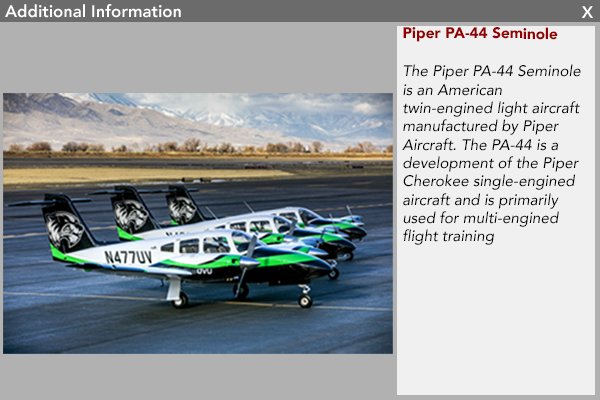 Additional Information X
Piper PA-44 Seminole
The Piper PA-44 Seminole
is an American
twin-engined light aircraft
manufactured by Piper
Aircraft. The PA-44 is a
development of the Piper
Cherokee single-engined
aircraft and is primarily
used for multi-engined
flight training
N477UV
UVU